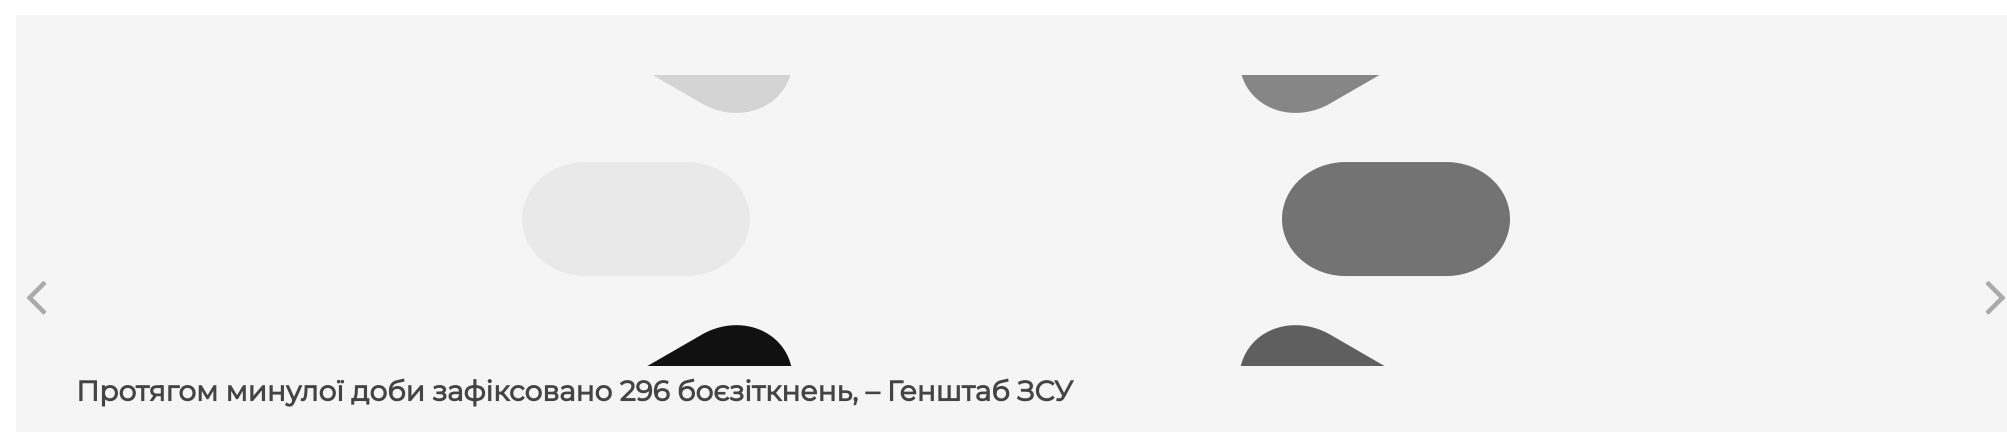 Протягом минулої доби зафіксовано 296 боєзіткнень, – Генштаб ЗСУ